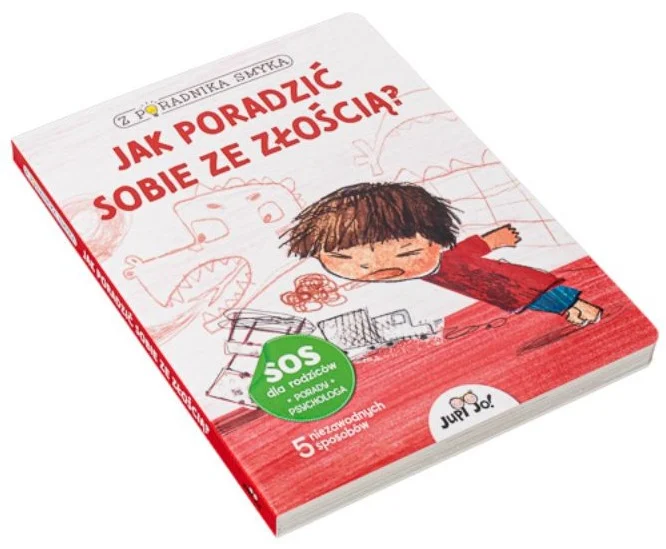 Z PORADNIKA SMYKA
JAK PORADZIĆ
SOBIE ZE ZŁOŚCIĄ?
SOS
dla rodziców
• PORADY •
PSYCHOLOGA
5 niezawodnych
sposobów
JUPI JO!
JAK PORADZIĆ SOBIE ZE ZŁOŚCIĄ?